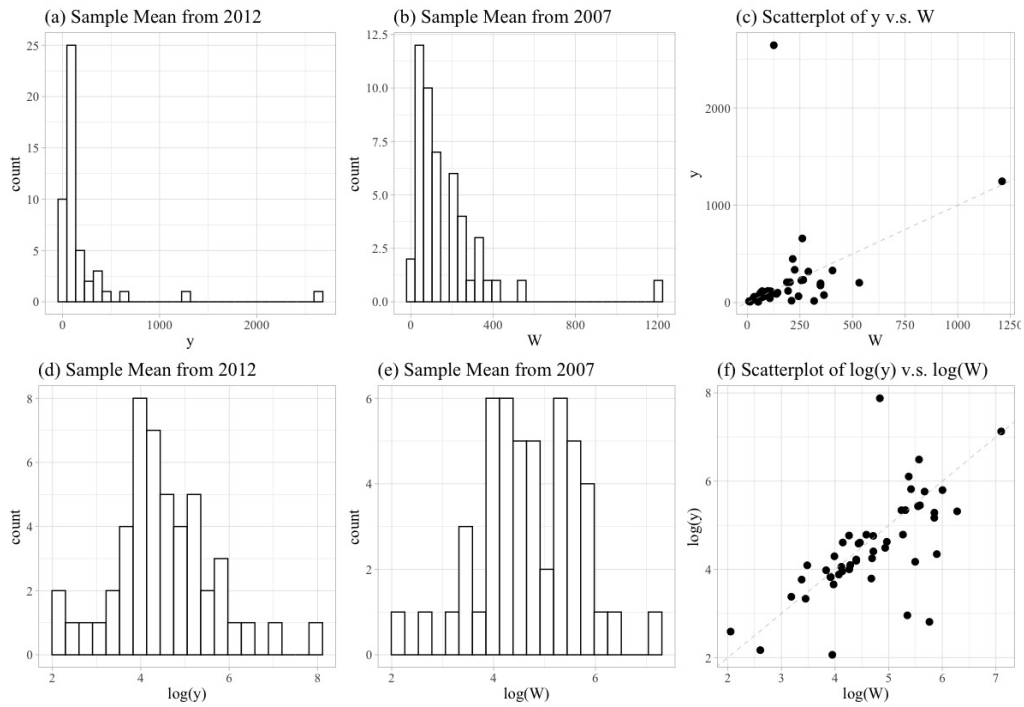 (a) Sample Mean from 2012
25
20
15
10
5
0
count
0 1000 2000
y
(b) Sample Mean from 2007
12.5
10.0
7.5
5.0
2.5
0.0
count
0 400 800 1200
W
(c) Scatterplot of y v.s. W
2000
1000
0
y
0 250 500 750 1000 1250
W
(d) Sample Mean from 2012
8
6
4
2
0
count
2 4 6 8
log(y)
(e) Sample Mean from 2007
6
4
2
0
count
2 4 6
log(W)
(f) Scatterplot of log(y) v.s. log(W)
8
6
4
2
log(y)
2 3 4 5 6 7
log(W)